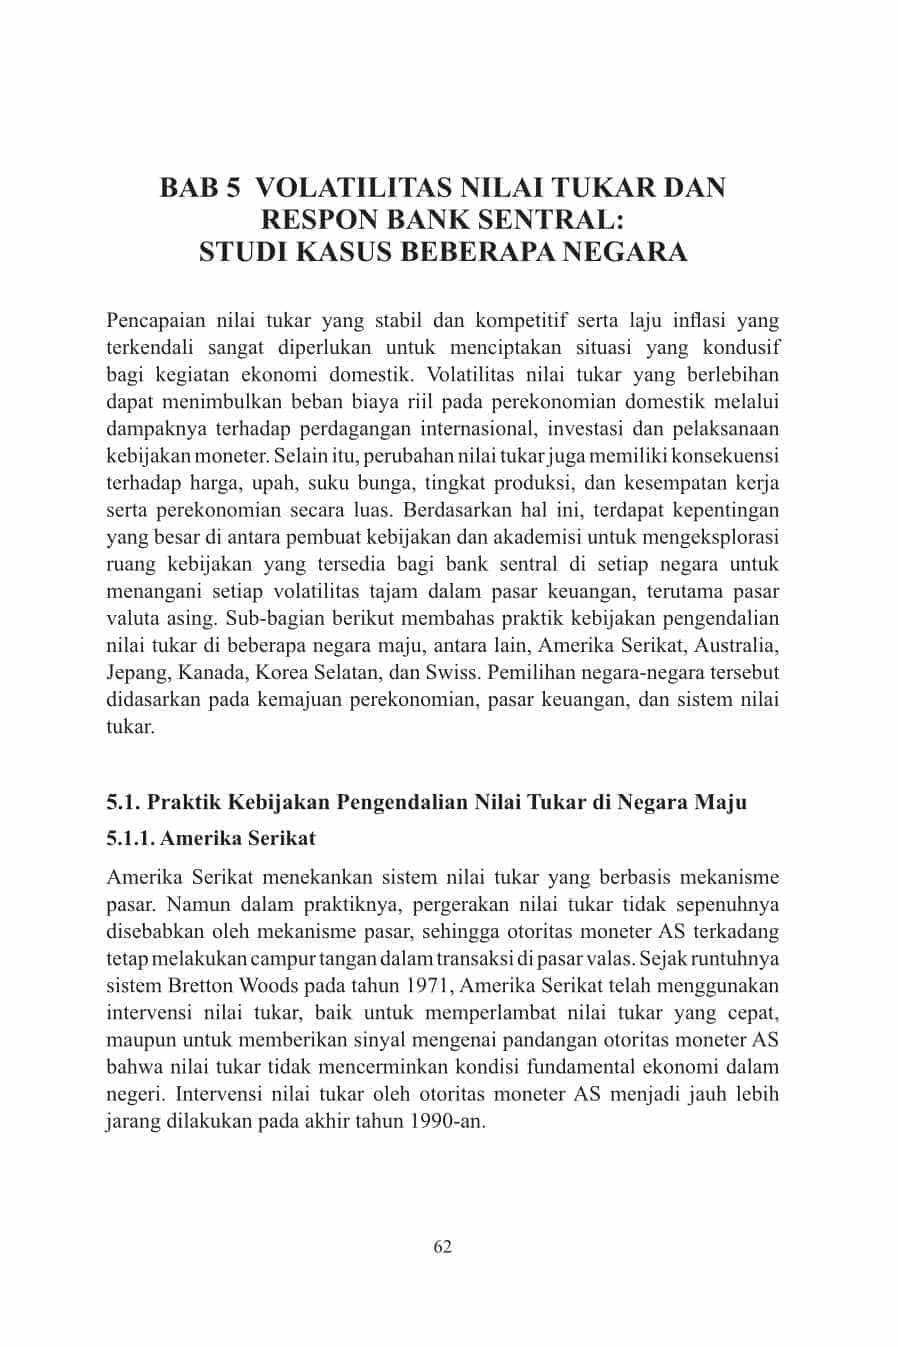 BAB 5 VOLATILITAS NILAI TUKAR DAN
RESPON BANK SENTRAL:
STUDI KASUS BEBERAPA NEGARA
Pencapaian nilai tukar yang stabil dan kompetitif serta laju inflasi yang
terkendali sangat diperlukan untuk menciptakan situasi yang kondusif
bagi kegiatan ekonomi domestik. Volatilitas nilai tukar yang berlebihan
dapat menimbulkan beban biaya riil pada perekonomian domestik melalui
dampaknya terhadap perdagangan internasional, investasi dan pelaksanaan
kebijakan moneter. Selain itu, perubahan nilai tukar juga memiliki konsekuensi
terhadap harga, upah, suku bunga, tingkat produksi, dan kesempatan kerja
serta perekonomian secara luas. Berdasarkan hal ini, terdapat kepentingan
yang besar di antara pembuat kebijakan dan akademisi untuk mengeksplorasi
ruang kebijakan yang tersedia bagi bank sentral di setiap negara untuk
menangani setiap volatilitas tajam dalam pasar keuangan, terutama pasar
valuta asing. Sub-bagian berikut membahas praktik kebijakan pengendalian
nilai tukar di beberapa negara maju, antara lain, Amerika Serikat, Australia,
Jepang, Kanada, Korea Selatan, dan Swiss. Pemilihan negara-negara tersebut
didasarkan pada kemajuan perekonomian, pasar keuangan, dan sistem nilai
tukar.
5.1. Praktik Kebijakan Pengendalian Nilai Tukar di Negara Maju
5.1.1. Amerika Serikat
Amerika Serikat menekankan sistem nilai tukar yang berbasis mekanisme
pasar. Namun dalam praktiknya, pergerakan nilai tukar tidak sepenuhnya
disebabkan oleh mekanisme pasar, sehingga otoritas moneter AS terkadang
tetap melakukan campur tangan dalam transaksi di pasar valas. Sejak runtuhnya
sistem Bretton Woods pada tahun 1971, Amerika Serikat telah menggunakan
intervensi nilai tukar, baik untuk memperlambat nilai tukar yang cepat,
maupun untuk memberikan sinyal mengenai pandangan otoritas moneter AS
bahwa nilai tukar tidak mencerminkan kondisi fundamental ekonomi dalam
negeri. Intervensi nilai tukar oleh otoritas moneter AS menjadi jauh lebih
jarang dilakukan pada akhir tahun 1990-an.
62